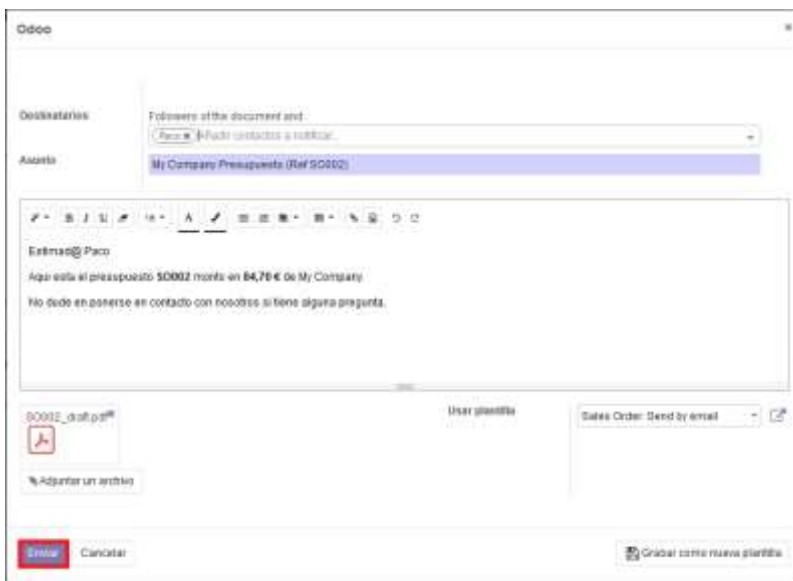 Odoo
×
Destinatarios
Followers of the document and
Paco × Añadir contactos a notificar...
Asunto
My Company Presupuesto (Ref SO002)
B I U A
Estimad@ Paco
Aquí está el presupuesto SO002 monto en 84,70 € de My Company
No dude en ponerse en contacto con nosotros si tiene alguna pregunta.
SO002_draft.pdf
Usar plantilla
Sales Order: Send by email
Adjuntar un archivo
Enviar
Cancelar
Grabar como nueva plantilla